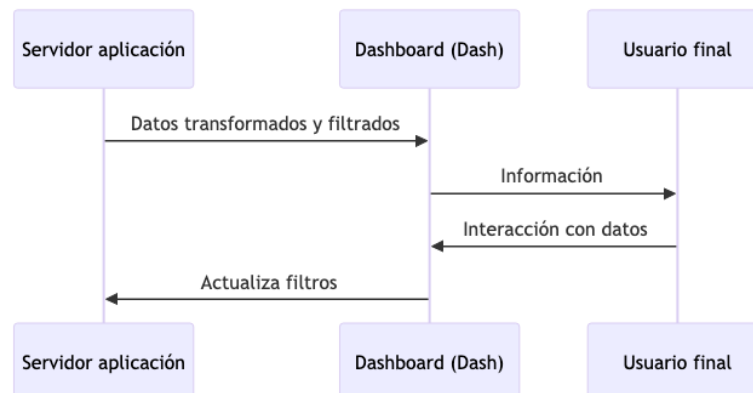 Servidor aplicación
Dashboard (Dash)
Usuario final
Datos transformados y filtrados
Información
Interacción con datos
Actualiza filtros
Servidor aplicación
Dashboard (Dash)
Usuario final